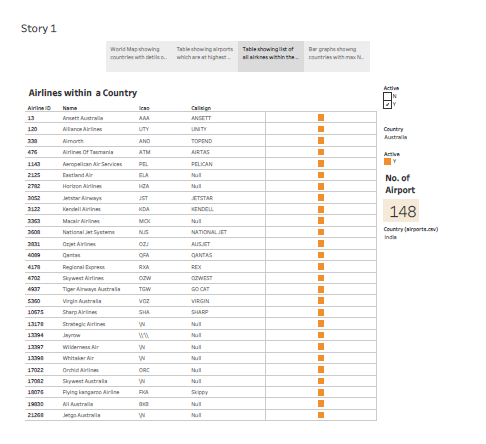 Story 1
World Map showing countries with detils o...
Table showing airports which are at highest ..
Table showing list of all airlines within the ..
Bar graphs showing countries with max N..
Airlines within a Country
Airline ID Name Icao Callsign
13 Ansett Australia AAA ANSETT
120 Alliance Airlines UTY UNITY
338 Airnorth ANO TOPEND
476 Airlines Of Tasmania ATM AIRTAS
1143 Aeropelican Air Services PEL PELICAN
2125 Eastland Air ELA Null
2782 Horizon Airlines HZA Null
3052 Jetstar Airways JST JETSTAR
3122 Kendell Airlines KDA KENDELL
3363 Macair Airlines MCK Null
3608 National Jet Systems NJS NATIONAL JET
3831 Ozjet Airlines OZJ AUSJET
4089 Qantas QFA QANTAS
4178 Regional Express RXA REX
4702 Skywest Airlines OZW OZWEST
4937 Tiger Airways Australia TGW GO CAT
5360 Virgin Australia VOZ VIRGIN
10675 Sharp Airlines SHA SHARP
13178 Strategic Airlines \N Null
13394 Jayrow \\'\\ Null
13397 Wilderness Air \N Null
13398 Whitaker Air \N Null
17022 Orchid Airlines ORC Null
17082 Skywest Australia \N Null
18076 Flying kangaroo Airline FKA Skippy
19830 All Australia 8K8 Null
21268 Jetgo Australia \N Null
Active
N
Y
Country
Australia
Active
Y
No. of
Airport
148
Country (airports.csv)
India